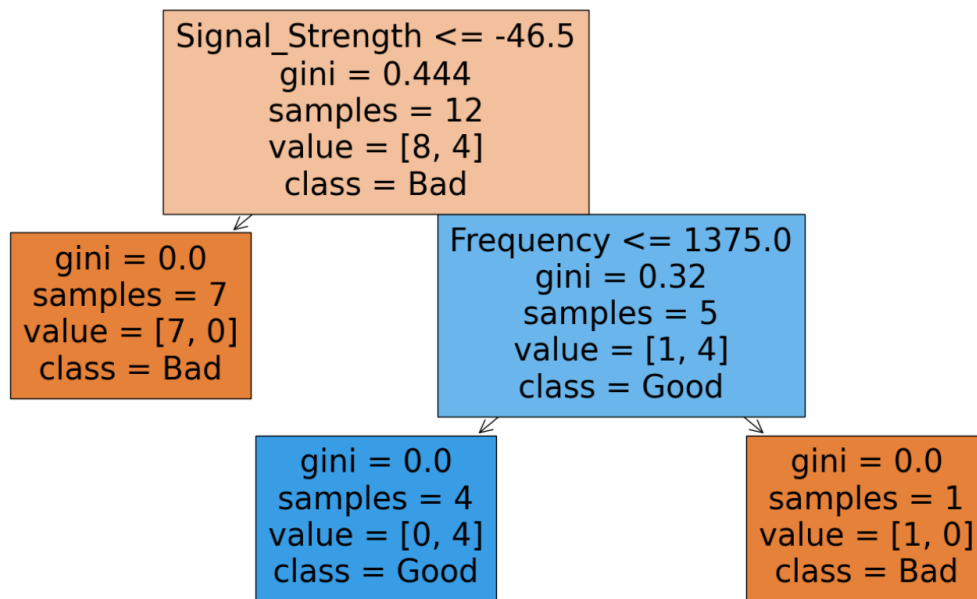 Signal_Strength <= -46.5
gini = 0.444
samples = 12
value = [8, 4]
class = Bad
gini = 0.0
samples = 7
value = [7, 0]
class = Bad
Frequency <= 1375.0
gini = 0.32
samples = 5
value = [1, 4]
class = Good
gini = 0.0
samples = 4
value = [0, 4]
class = Good
gini = 0.0
samples = 1
value = [1, 0]
class = Bad